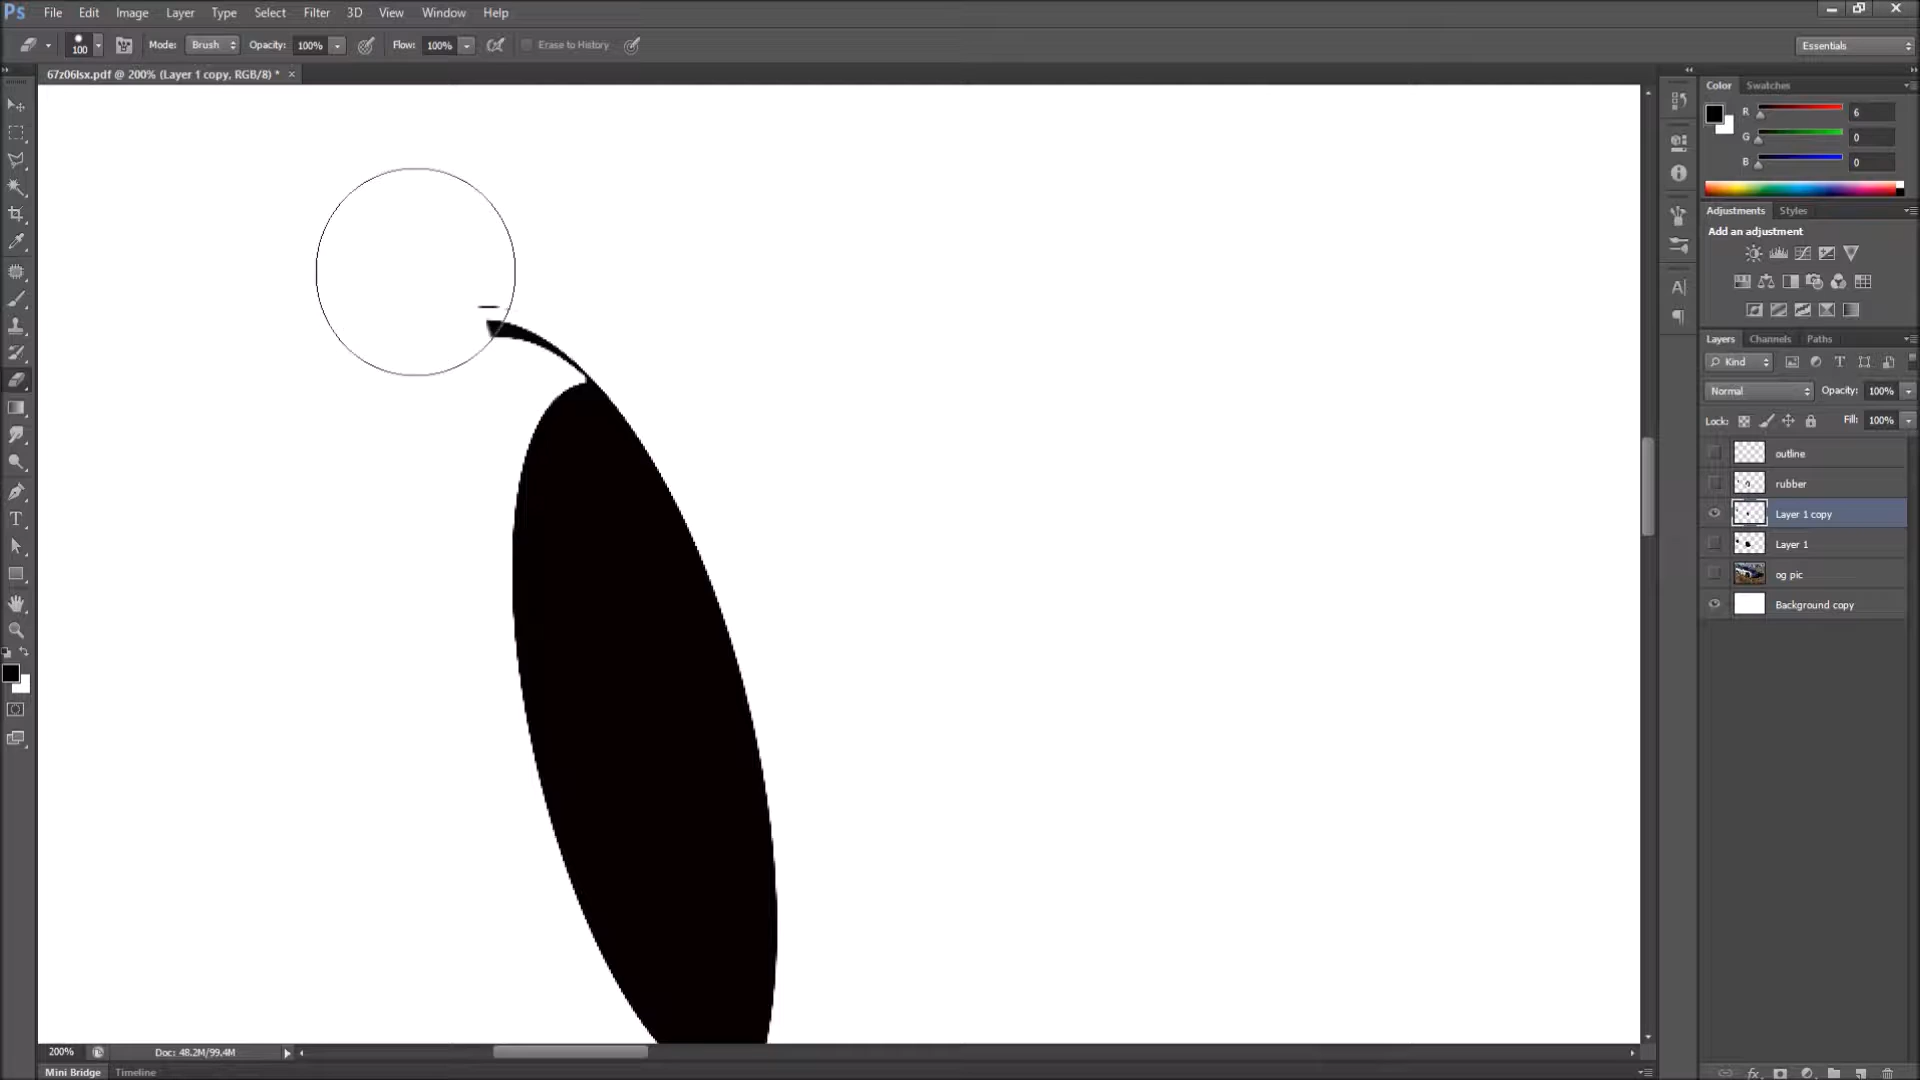 Ps File Edit Image Layer Type Select Filter 3D View Window Help
100 Mode: Brush Opacity: 100% Flow: 100% Erase to History Essentials
67z06lsx.pdf @ 200% (Layer 1 copy, RGB/8) * ×
Color Swatches
R 6
G 0
B 0
Adjustments Styles
Add an adjustment
Layers Channels Paths
Kind T
Normal Opacity: 100%
Lock: Fill: 100%
outline
rubber
Layer 1 copy
Layer 1
og pic
Background copy
200% Doc: 48.2M/99.4M
Mini Bridge Timeline